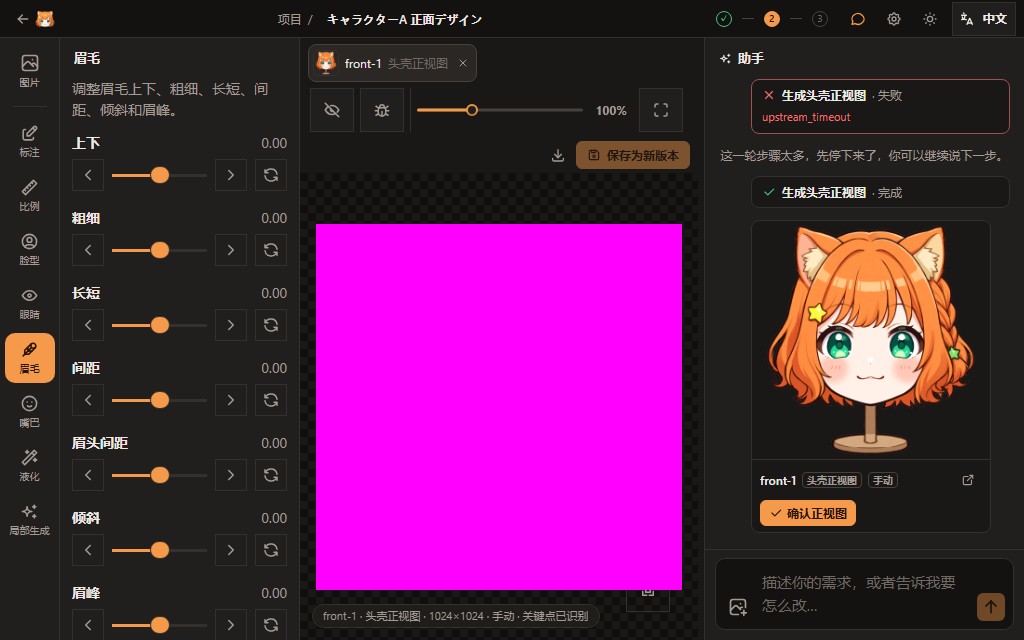 项目 / キャラクターA 正面デザイン
2
3
中文
图片
标注
比例
脸型
眼睛
眉毛
嘴巴
液化
局部生成
眉毛
调整眉毛上下、粗细、长短、间
距、倾斜和眉峰。
上下 0.00
粗细 0.00
长短 0.00
间距 0.00
眉头间距 0.00
倾斜 0.00
眉峰 0.00
front-1 头壳正视图
100%
保存为新版本
front-1 · 头壳正视图 · 1024×1024 · 手动 · 关键点已识别
助手
生成头壳正视图 · 失败
upstream_timeout
这一轮步骤太多，先停下来了，你可以继续说下一步。
生成头壳正视图 · 完成
front-1 头壳正视图 手动
确认正视图
描述你的需求，或者告诉我要
怎么改...